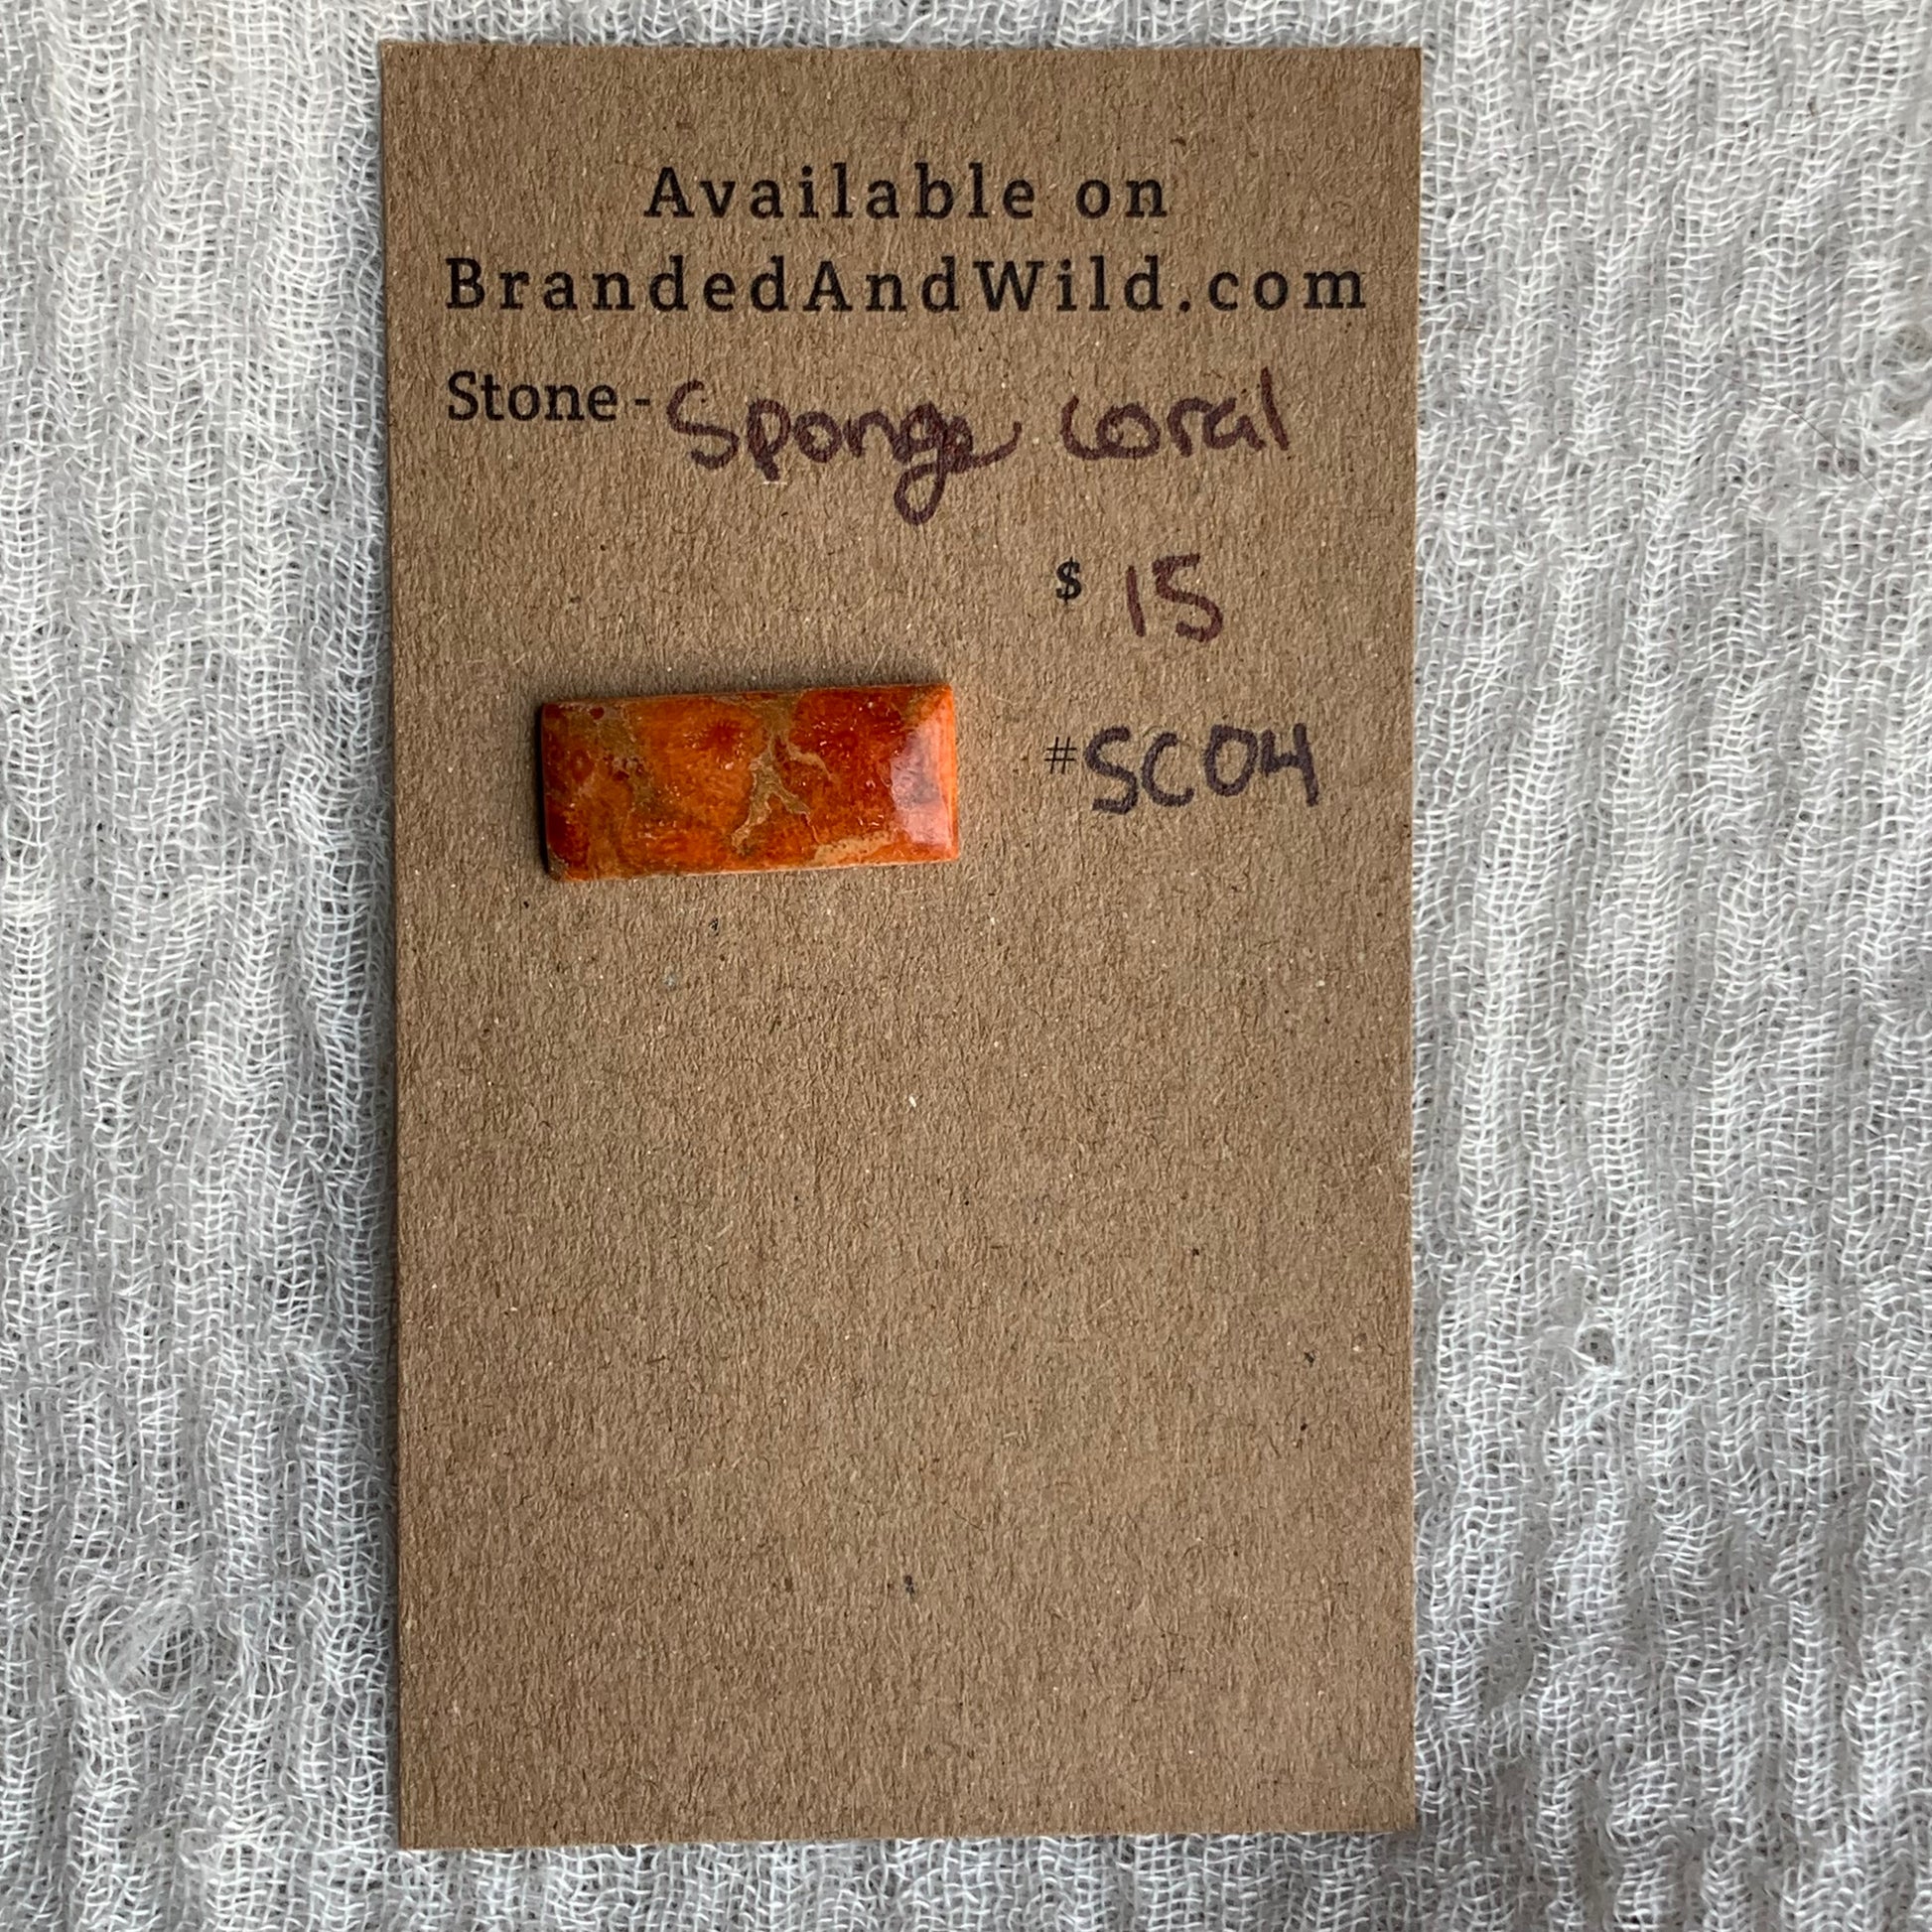 Available on
BrandedAndWild.com
Stone - Sponge coral
$ 15
#SC04